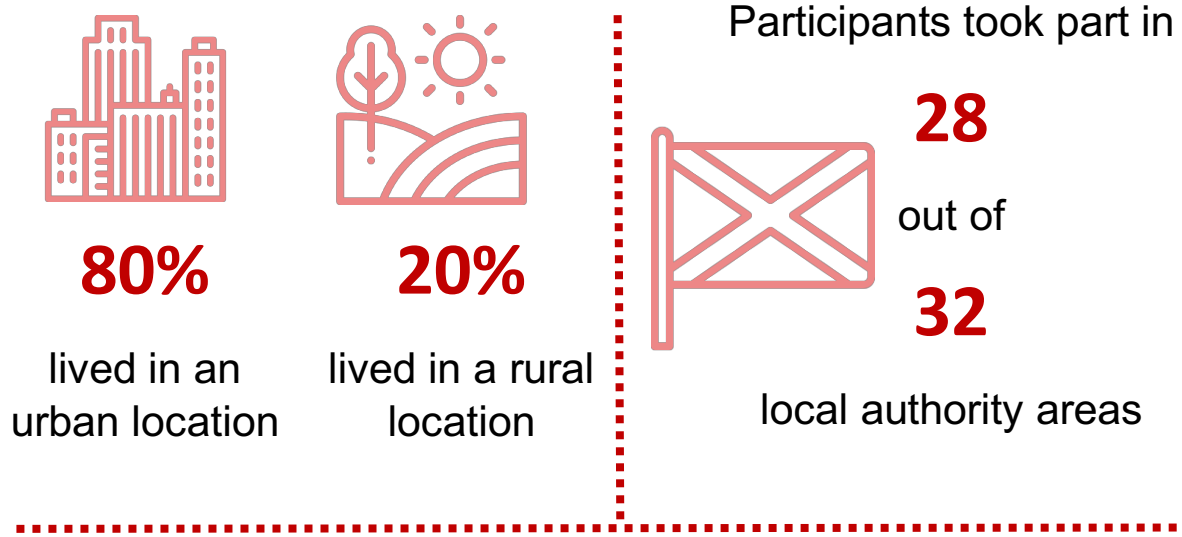 80%
lived in an
urban location
20%
lived in a rural
location
Participants took part in
28
out of
32
local authority areas